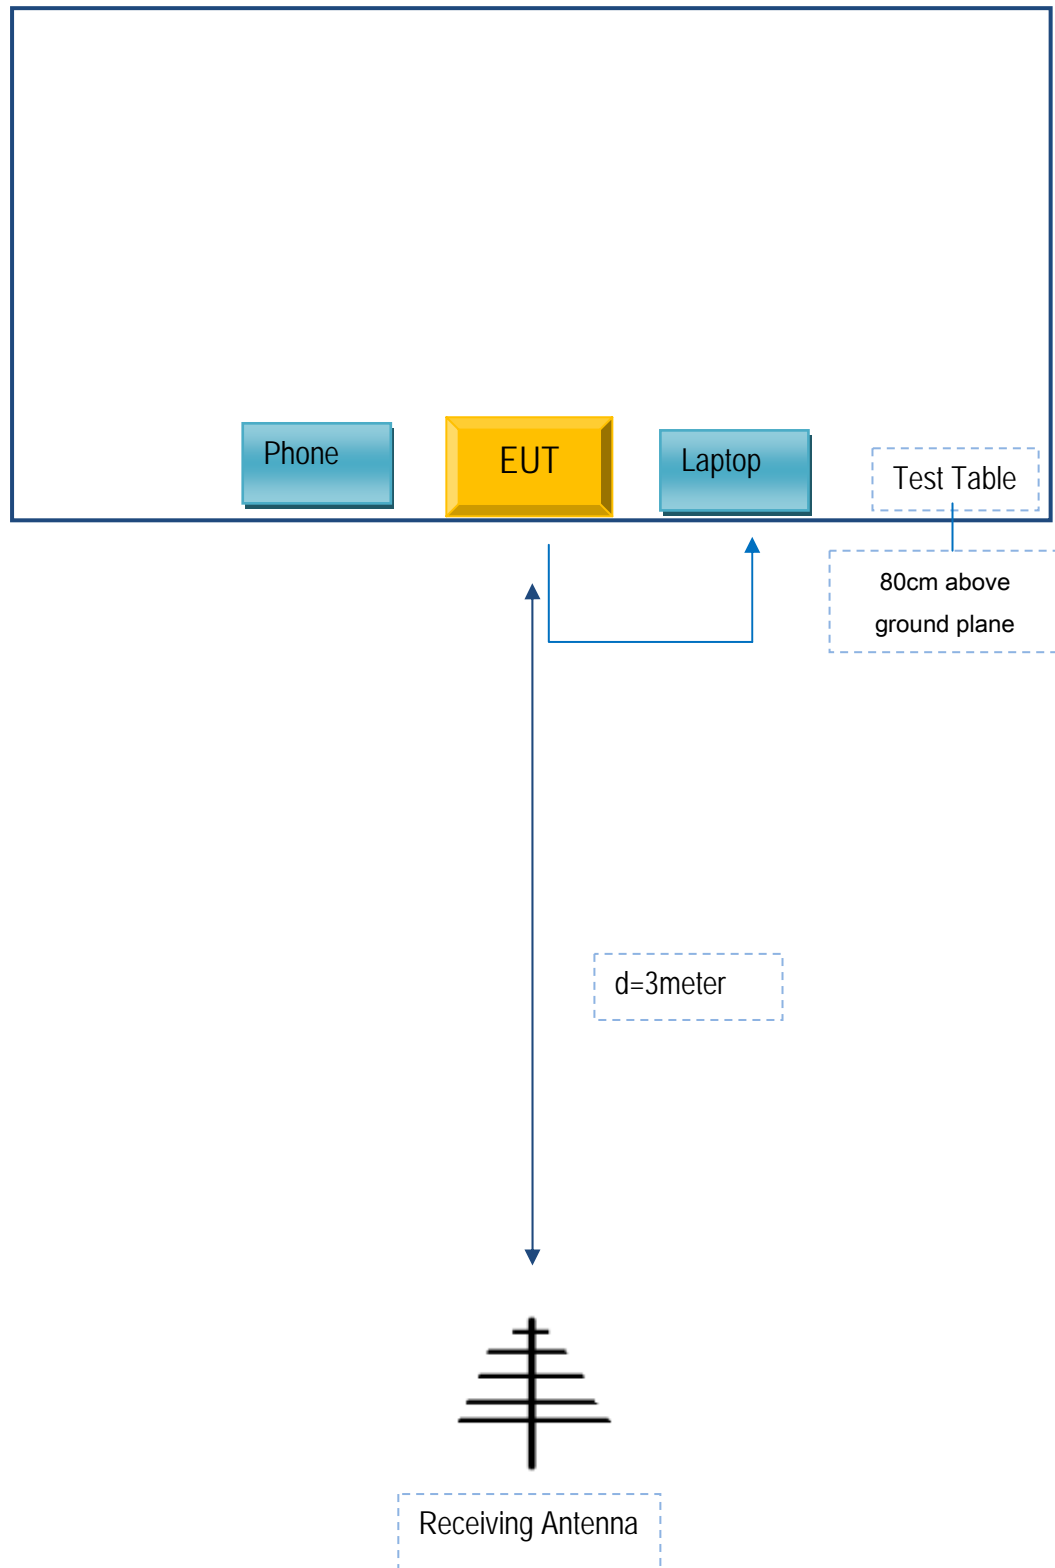 Phone
EUT
Laptop
Test Table
80cm above
ground plane
d=3meter
Receiving Antenna